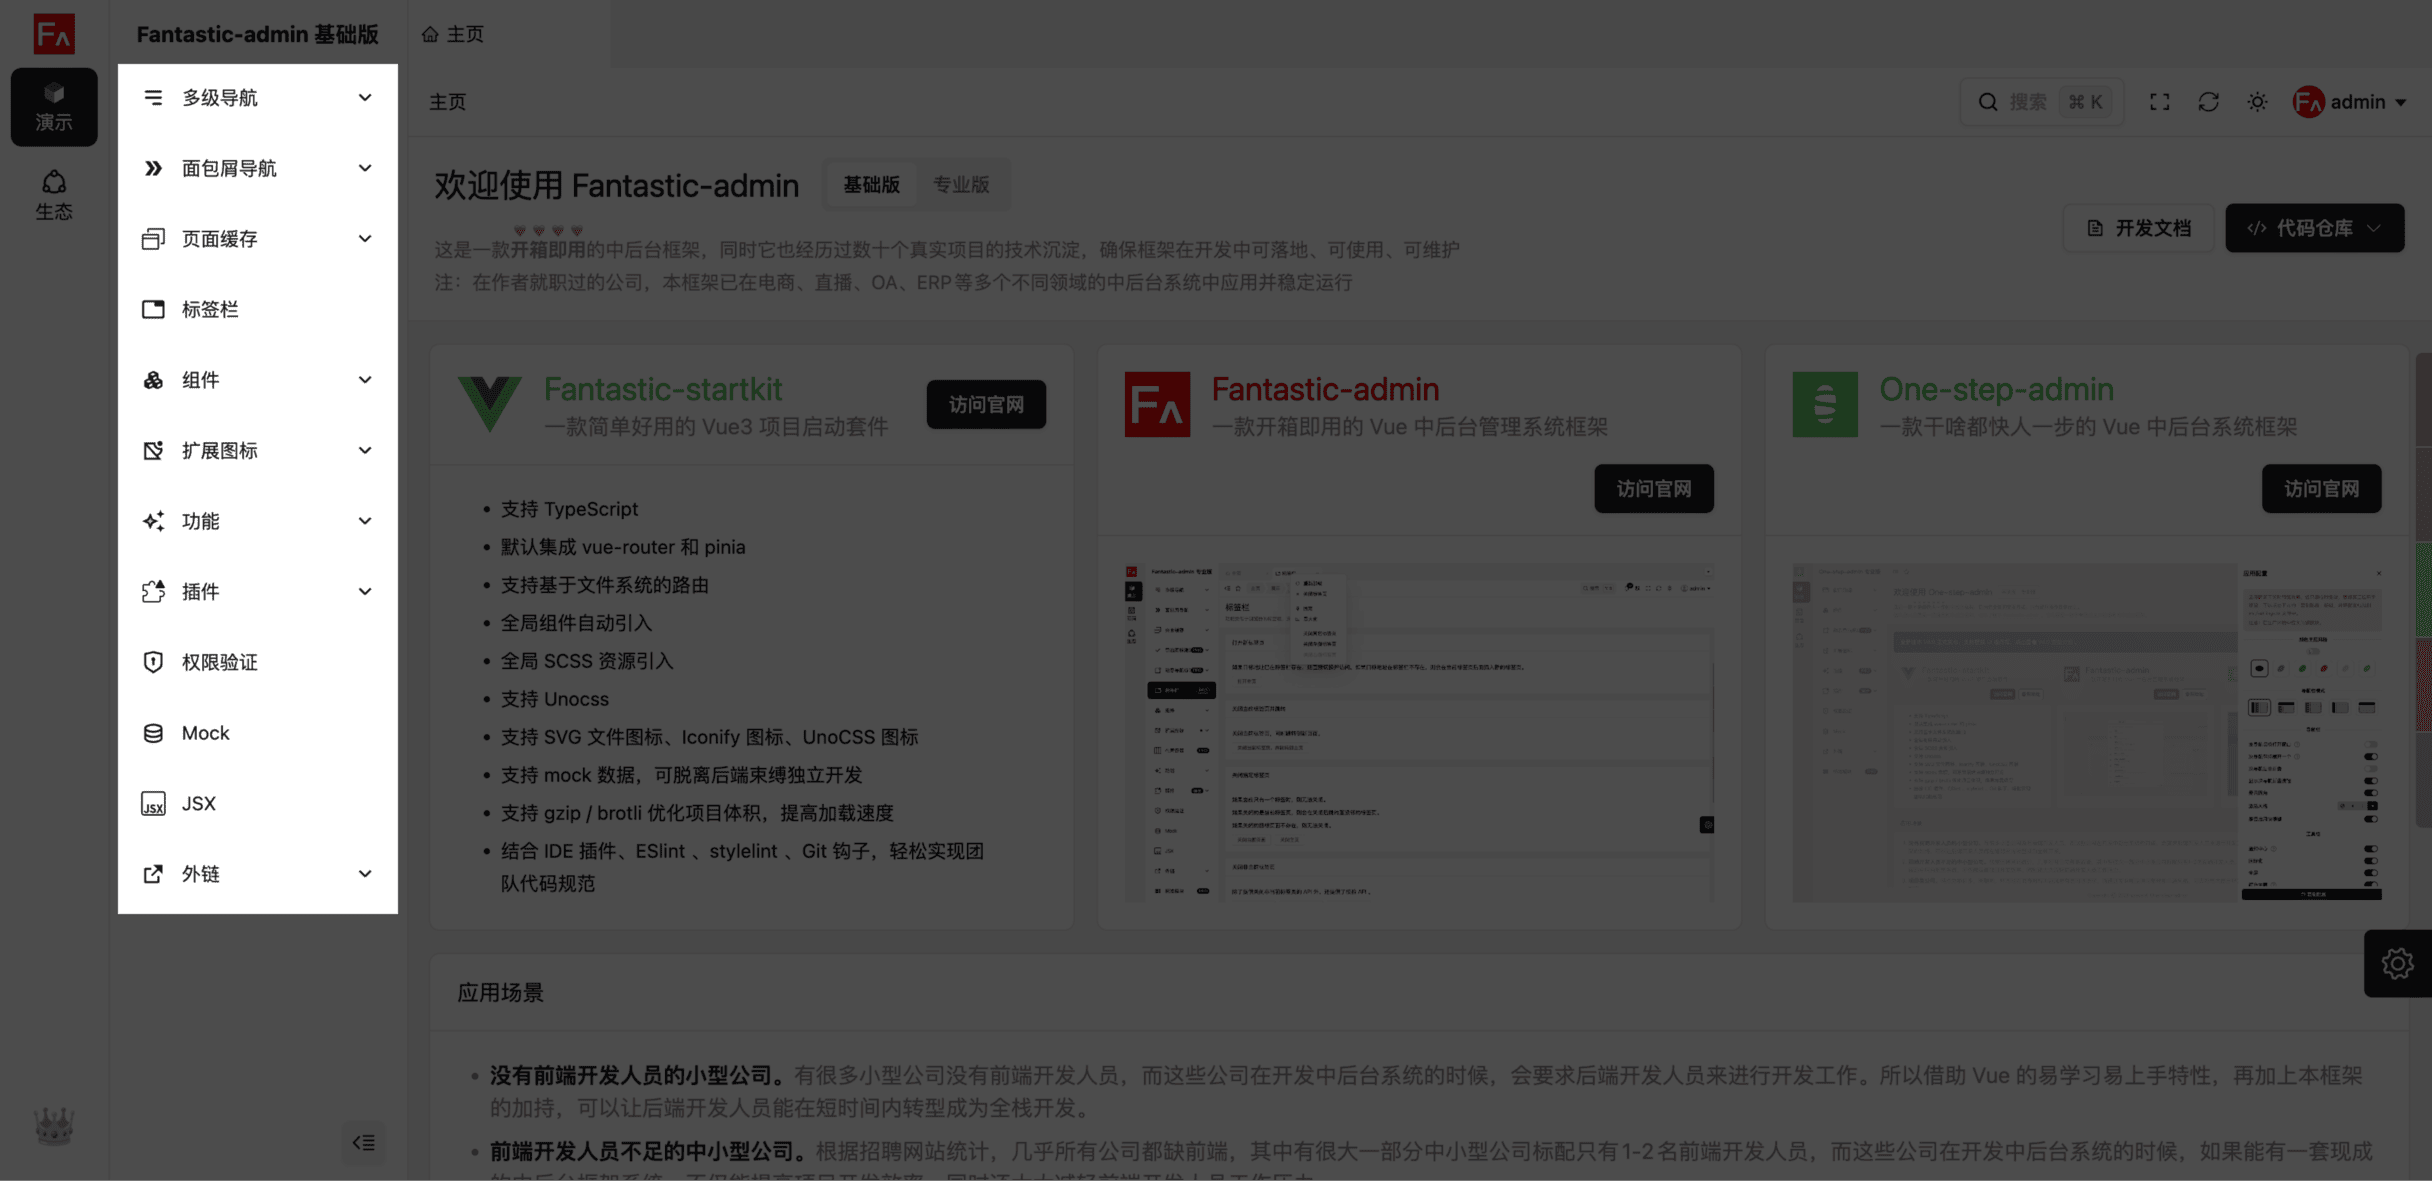 Fantastic-admin 基础版
主页
演示
生态
多级导航
面包屑导航
页面缓存
标签栏
组件
扩展图标
功能
插件
权限验证
Mock
JSX
外链
主页
搜索 ⌘ K
admin
欢迎使用 Fantastic-admin
基础版
专业版
这是一款开箱即用的中后台框架，同时它也经历过数十个真实项目的技术沉淀，确保框架在开发中可落地、可使用、可维护
注：在作者就职过的公司，本框架已在电商、直播、OA、ERP 等多个不同领域的中后台系统中应用并稳定运行
开发文档
代码仓库
Fantastic-startkit
一款简单好用的 Vue3 项目启动套件
访问官网
• 支持 TypeScript
• 默认集成 vue-router 和 pinia
• 支持基于文件系统的路由
• 全局组件自动引入
• 全局 SCSS 资源引入
• 支持 Unocss
• 支持 SVG 文件图标、Iconify 图标、UnoCSS 图标
• 支持 mock 数据，可脱离后端束缚独立开发
• 支持 gzip / brotli 优化项目体积，提高加载速度
• 结合 IDE 插件、ESlint 、stylelint 、Git 钩子，轻松实现团
队代码规范
Fantastic-admin
一款开箱即用的 Vue 中后台管理系统框架
访问官网
One-step-admin
一款干啥都快人一步的 Vue 中后台系统框架
访问官网
应用场景
• 没有前端开发人员的小型公司。有很多小型公司没有前端开发人员，而这些公司在开发中后台系统的时候，会要求后端开发人员来进行开发工作。所以借助 Vue 的易学习易上手特性，再加上本框架
的加持，可以让后端开发人员能在短时间内转型成为全栈开发。
• 前端开发人员不足的中小型公司。根据招聘网站统计，几乎所有公司都缺前端，其中有很大一部分中小型公司标配只有 1-2 名前端开发人员，而这些公司在开发中后台系统的时候，如果能有一套现成